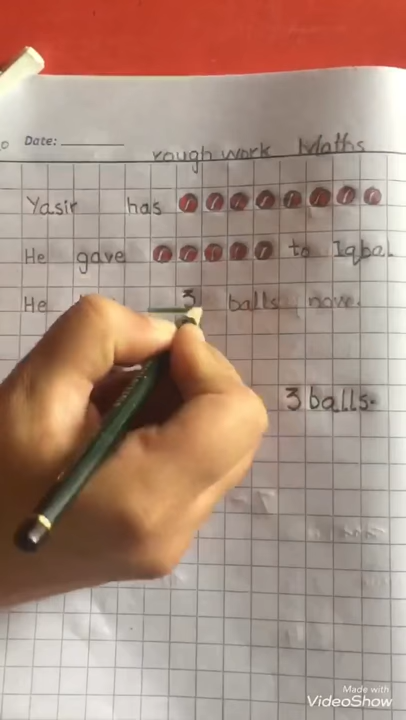 Date:
rough work Maths
Yasir has
He gave to Iqbal
He 3 balls now.
3 balls.
Made with
VideoShow